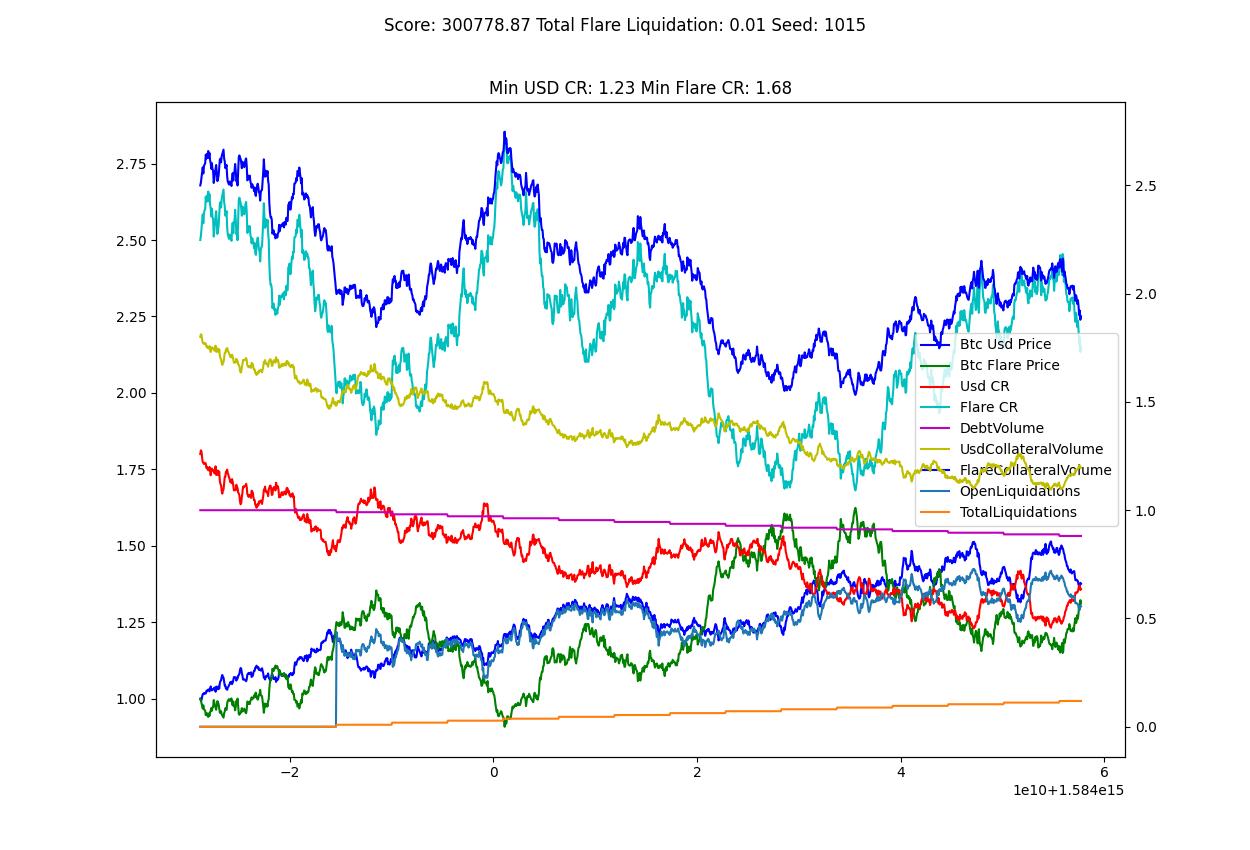 Score: 300778.87 Total Flare Liquidation: 0.01 Seed: 1015
Min USD CR: 1.23 Min Flare CR: 1.68
2.75
2.50
2.25
2.00
1.75
1.50
1.25
1.00
2.5
2.0
1.5
1.0
0.5
0.0
Btc Usd Price
Btc Flare Price
Usd CR
Flare CR
DebtVolume
UsdCollateralVolume
FlareCollateralVolume
OpenLiquidations
TotalLiquidations
−2 0 2 4 6
1e10+1.584e15